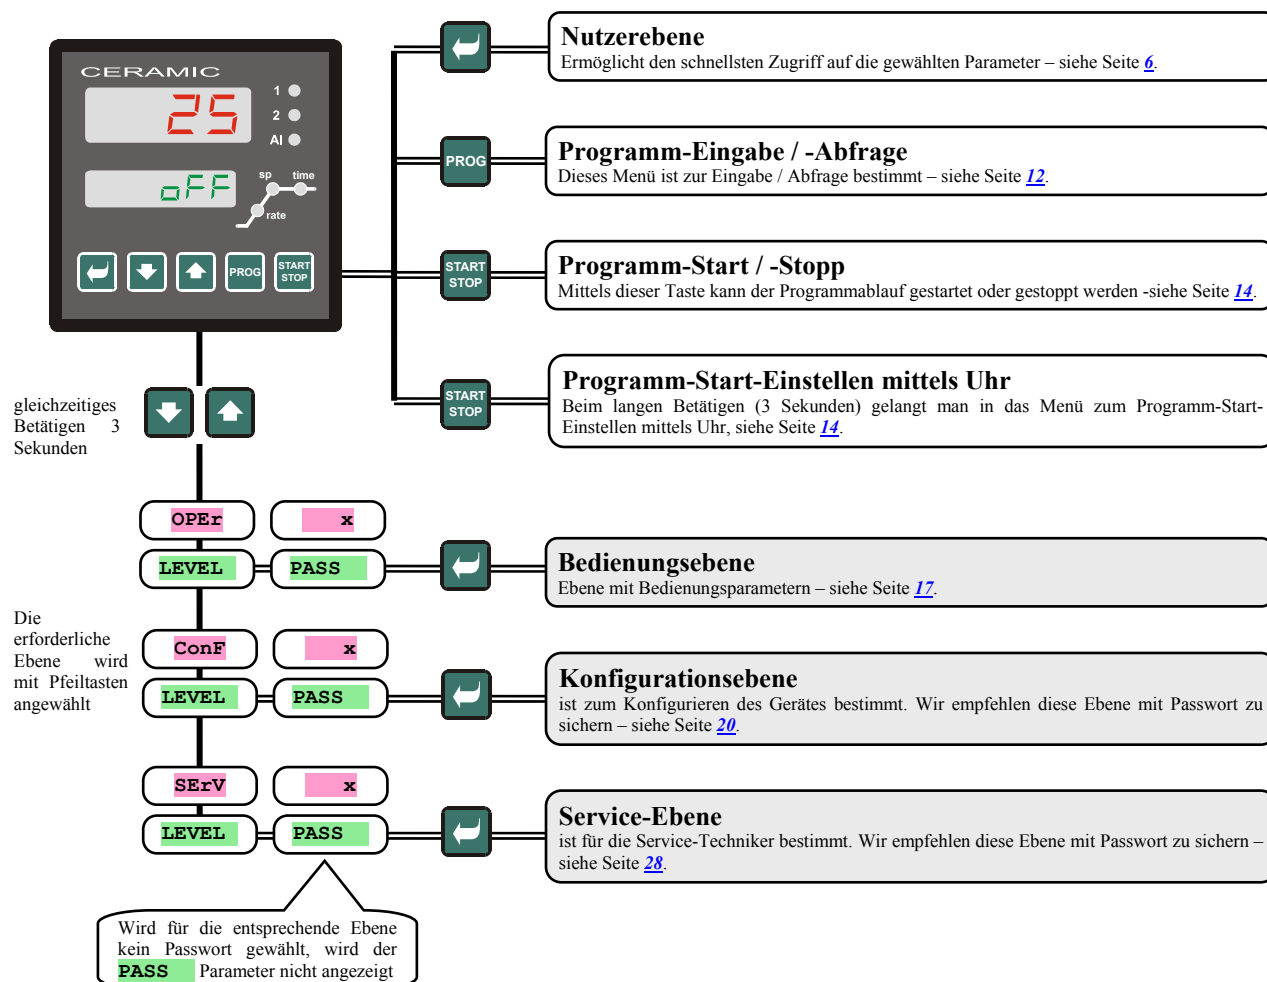 CERAMIC
25
1
2
AI
oFF
sp
time
rate
PROG
START
STOP
Nutzerebene
Ermöglicht den schnellsten Zugriff auf die gewählten Parameter – siehe Seite 6.
PROG
Programm-Eingabe / -Abfrage
Dieses Menü ist zur Eingabe / Abfrage bestimmt – siehe Seite 12.
START
STOP
Programm-Start / -Stopp
Mittels dieser Taste kann der Programmablauf gestartet oder gestoppt werden -siehe Seite 14.
START
STOP
Programm-Start-Einstellen mittels Uhr
Beim langen Betätigen (3 Sekunden) gelangt man in das Menü zum Programm-Start-
Einstellen mittels Uhr, siehe Seite 14.
gleichzeitiges
Betätigen 3
Sekunden
OPEr
x
LEVEL
PASS
Bedienungsebene
Ebene mit Bedienungsparametern – siehe Seite 17.
Die
erforderliche
Ebene wird
mit Pfeiltasten
angewählt
ConF
x
LEVEL
PASS
Konfigurationsebene
ist zum Konfigurieren des Gerätes bestimmt. Wir empfehlen diese Ebene mit Passwort zu
sichern – siehe Seite 20.
SErV
x
LEVEL
PASS
Service-Ebene
ist für die Service-Techniker bestimmt. Wir empfehlen diese Ebene mit Passwort zu sichern –
siehe Seite 28.
Wird für die entsprechende Ebene
kein Passwort gewählt, wird der
PASS Parameter nicht angezeigt